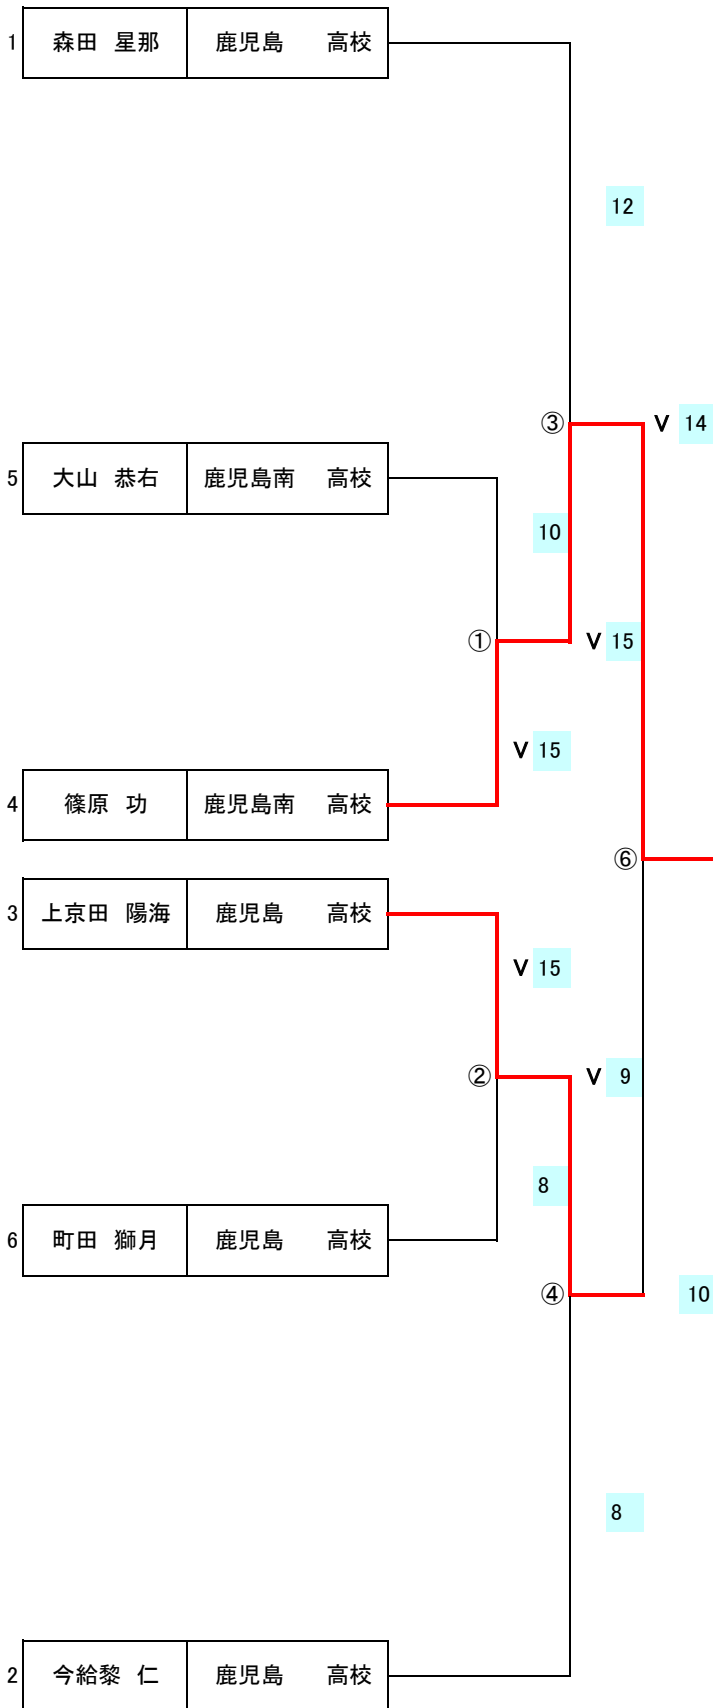 1 森田 星那 鹿児島 高校
12
③ V 14
5 大山 恭右 鹿児島南 高校
10
① V 15
V 15
4 篠原 功 鹿児島南 高校
⑥
3 上京田 陽海 鹿児島 高校
V 15
② V 9
8
6 町田 獅月 鹿児島 高校
④ 10
8
2 今給黎 仁 鹿児島 高校